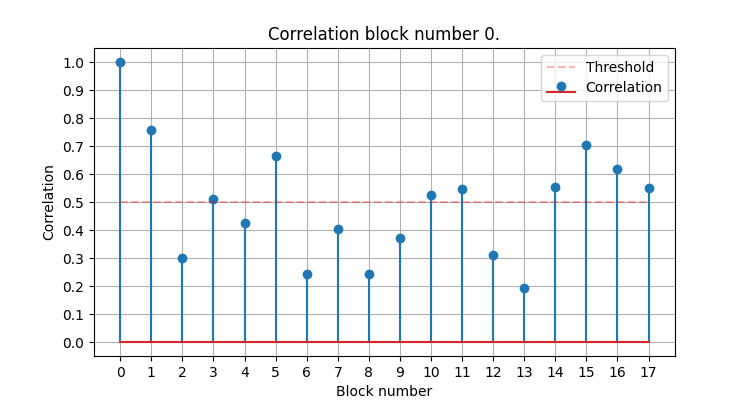 Correlation block number 0.
Threshold
Correlation
Correlation
1.0
0.9
0.8
0.7
0.6
0.5
0.4
0.3
0.2
0.1
0.0
0 1 2 3 4 5 6 7 8 9 10 11 12 13 14 15 16 17
Block number